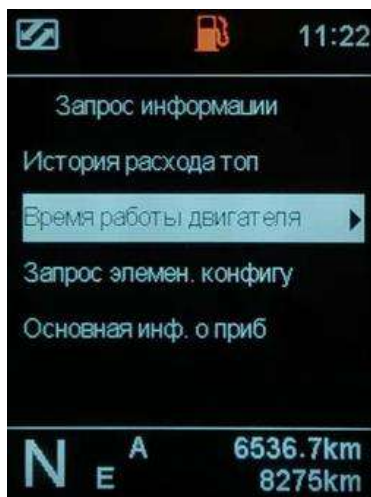 11:22
Запрос информации
История расхода топ
Время работы двигателя
Запрос элемен. конфигу
Основная инф. о приб
N E A 6536.7km
8275km